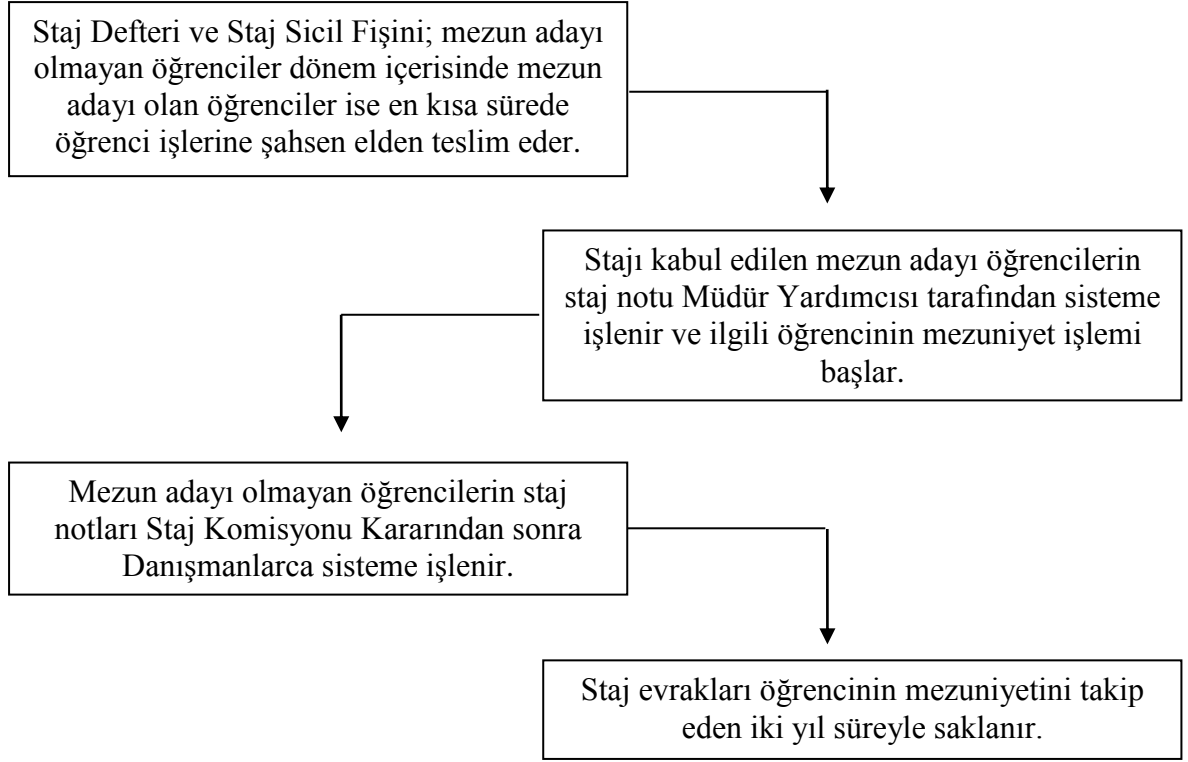 Staj Defteri ve Staj Sicil Fişini; mezun adayı
olmayan öğrenciler dönem içerisinde mezun
adayı olan öğrenciler ise en kısa sürede
öğrenci işlerine şahsen elden teslim eder.
Stajı kabul edilen mezun adayı öğrencilerin
staj notu Müdür Yardımcısı tarafından sisteme
işlenir ve ilgili öğrencinin mezuniyet işlemi
başlar.
Mezun adayı olmayan öğrencilerin staj
notları Staj Komisyonu Kararından sonra
Danışmanlarca sisteme işlenir.
Staj evrakları öğrencinin mezuniyetini takip
eden iki yıl süreyle saklanır.